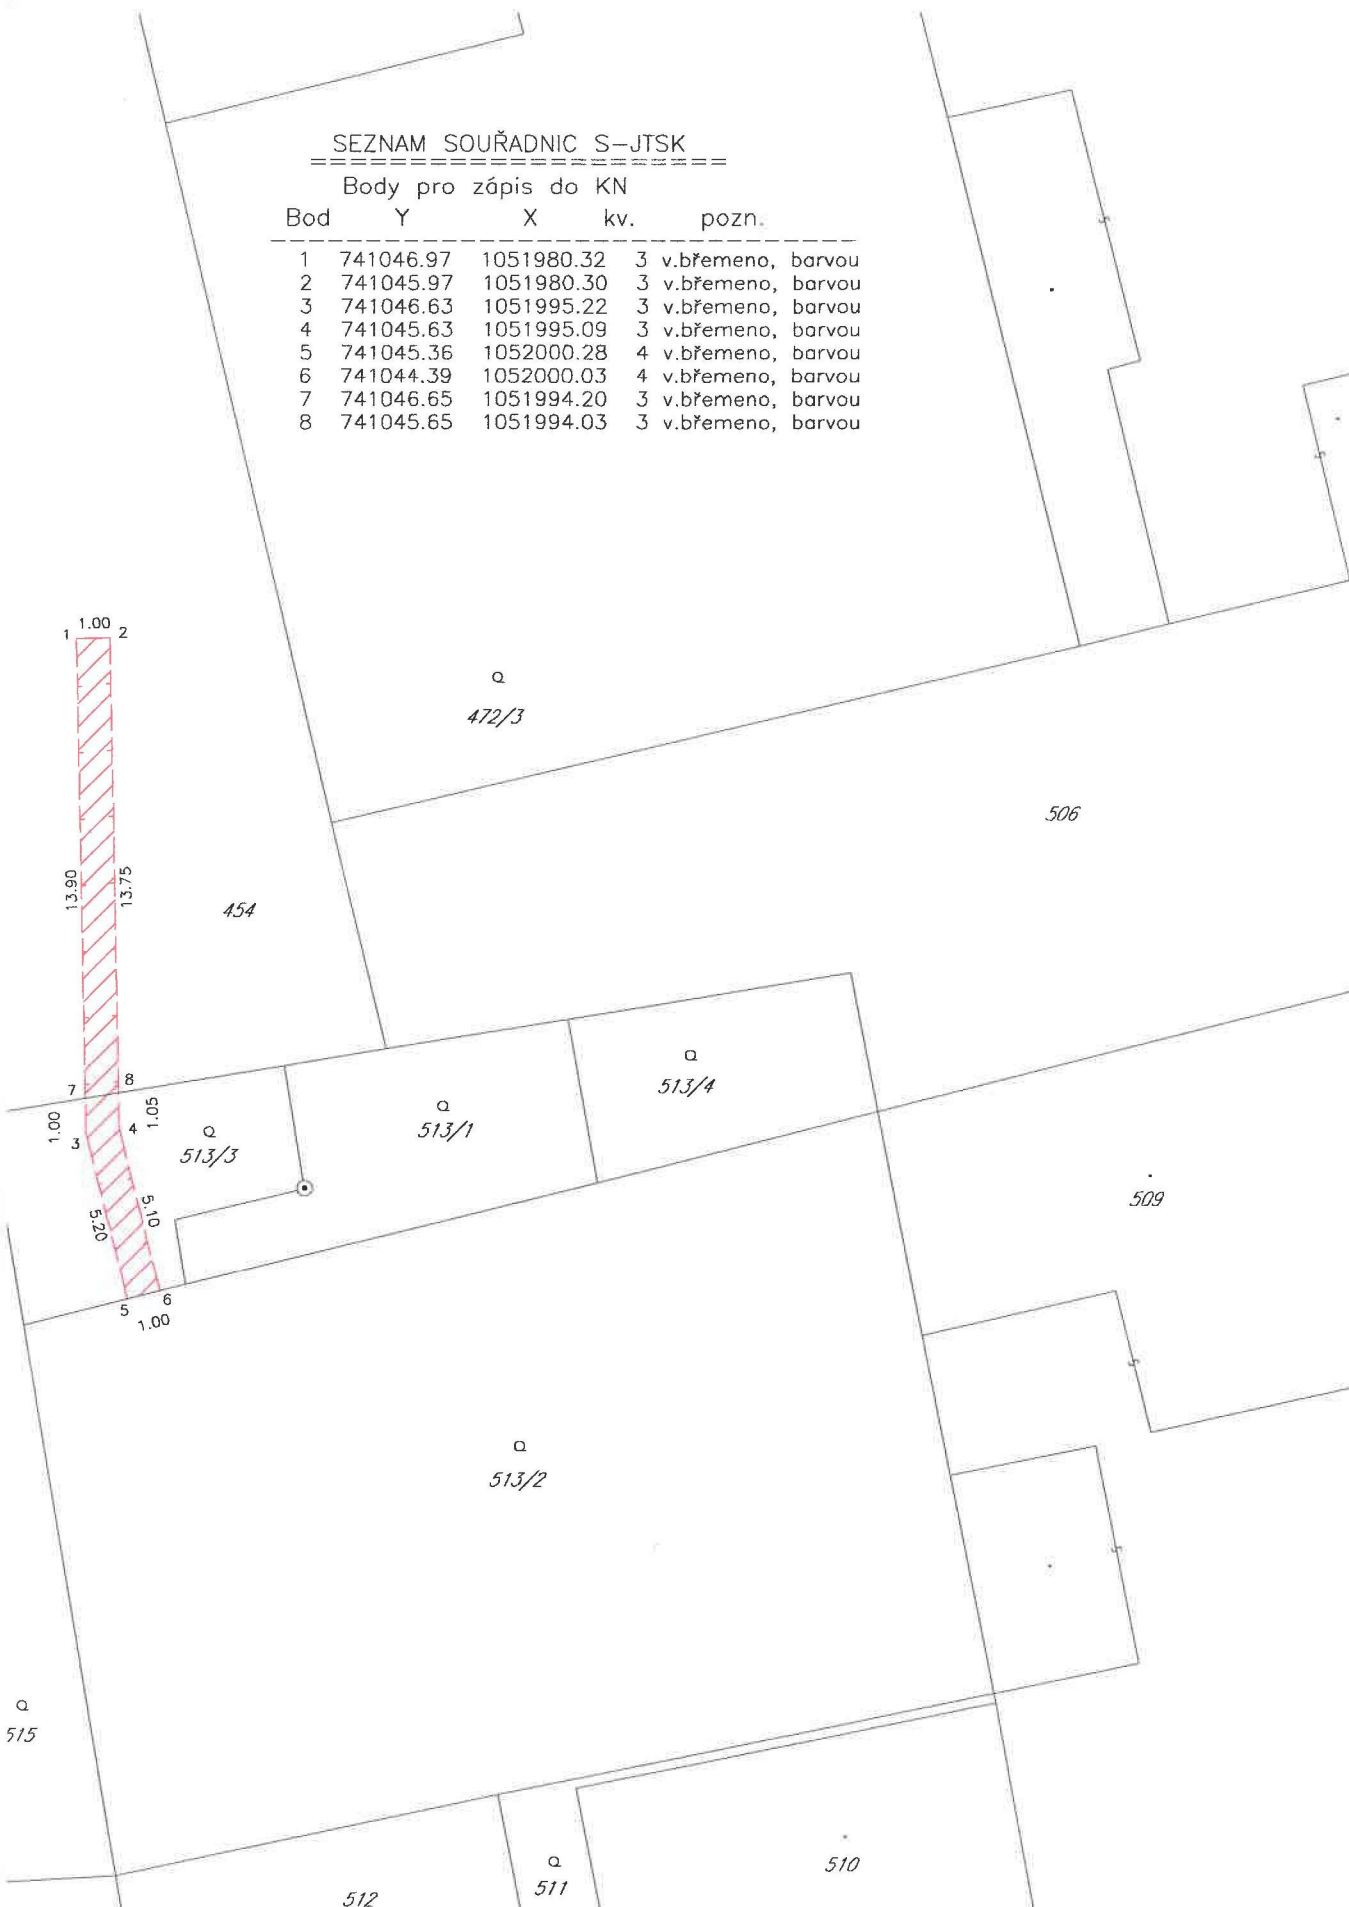 SEZNAM SOUŘADNIC S-JTSK
=========================
Body pro zápis do KN
Bod Y X kv. pozn.
1 741046.97 1051980.32 3 v.břemeno, barvou
2 741045.97 1051980.30 3 v.břemeno, barvou
3 741046.63 1051995.22 3 v.břemeno, barvou
4 741045.63 1051995.09 3 v.břemeno, barvou
5 741045.36 1052000.28 4 v.břemeno, barvou
6 741044.39 1052000.03 4 v.břemeno, barvou
7 741046.65 1051994.20 3 v.břemeno, barvou
8 741045.65 1051994.03 3 v.břemeno, barvou
1 1.00 2
472/3
506
13.90
13.75
454
7
8
513/4
1.00
1.05
3
4
513/1
513/3
5.20
5.10
509
5
6
1.00
513/2
515
510
511
512